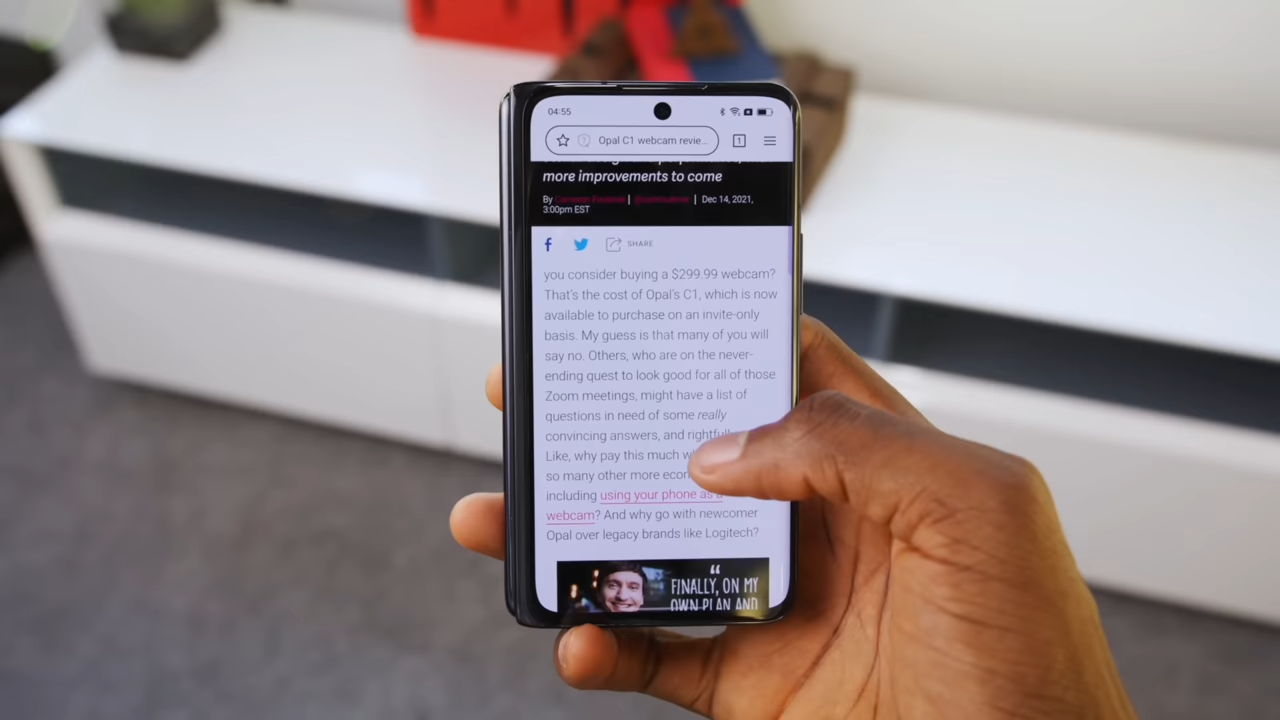 04:55
Opal C1 webcam revie...
1
more improvements to come
By Cameron Faulkner | @camfaulkner | Dec 14, 2021,
3:00pm EST
f SHARE
you consider buying a $299.99 webcam?
That's the cost of Opal's C1, which is now
available to purchase on an invite-only
basis. My guess is that many of you will
say no. Others, who are on the never-
ending quest to look good for all of those
Zoom meetings, might have a list of
questions in need of some really
convincing answers, and rightfully
Like, why pay this much
so many other more
including using your phone as a
webcam? And why go with newcomer
Opal over legacy brands like Logitech?
“
FINALLY, ON MY
OWN PLAN AND